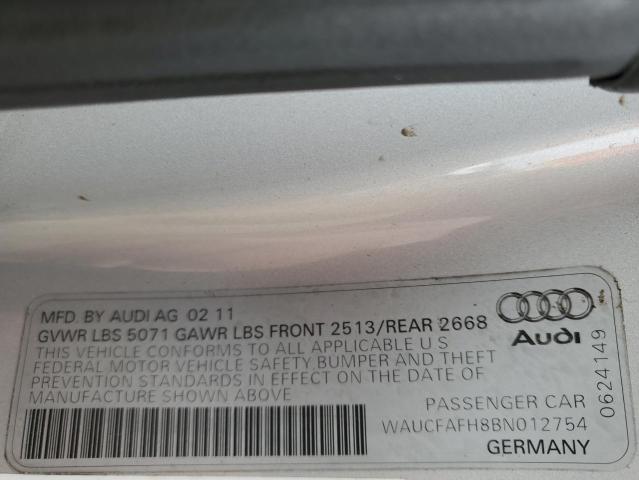 MFD. BY AUDI AG 02 11
GVWR LBS 5071 GAWR LBS FRONT 2513/REAR 2668
THIS VEHICLE CONFORMS TO ALL APPLICABLE U S
FEDERAL MOTOR VEHICLE SAFETY BUMPER AND THEFT
PREVENTION STANDARDS IN EFFECT ON THE DATE OF
MANUFACTURE SHOWN ABOVE
Audi
0624149
PASSENGER CAR
WAUCFAFH8BN012754
GERMANY